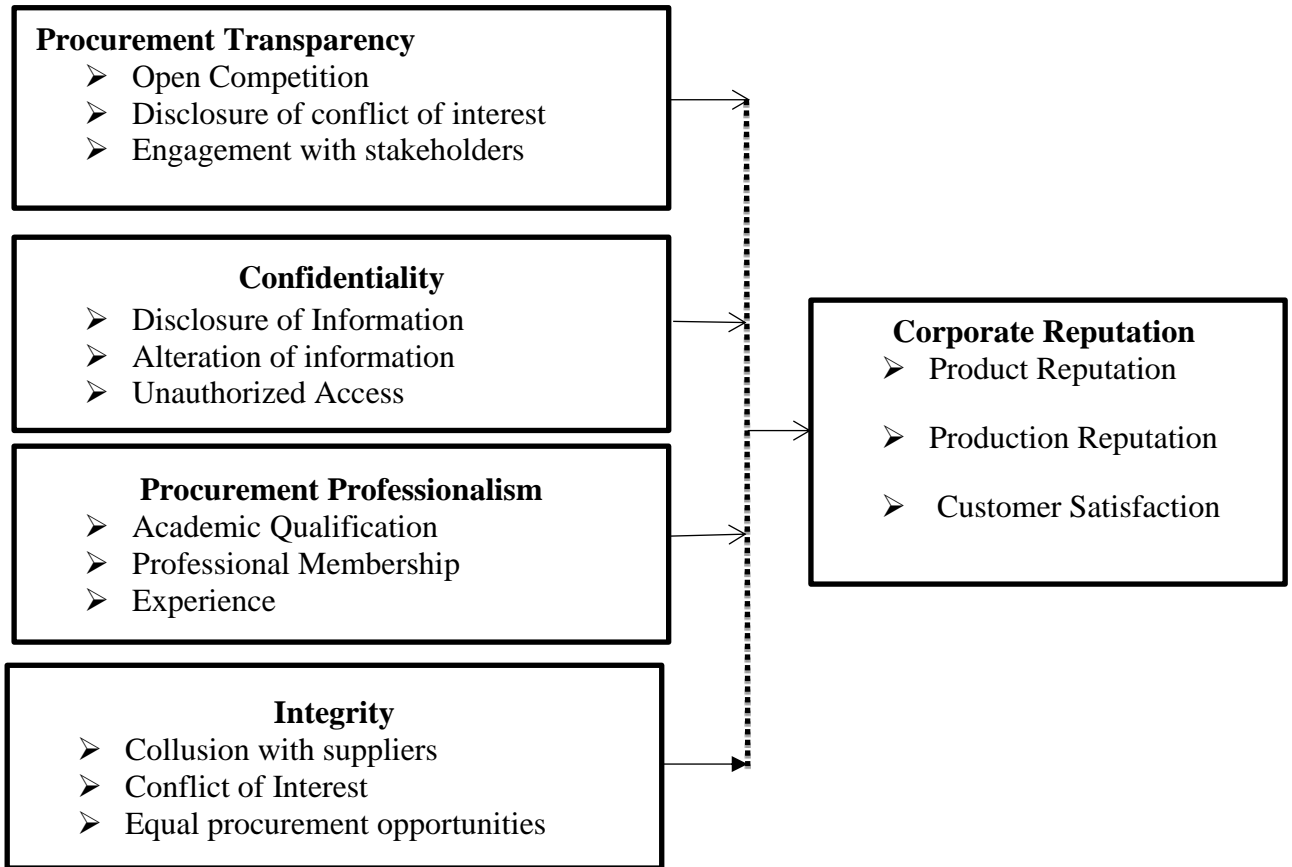 Procurement Transparency
➢ Open Competition
➢ Disclosure of conflict of interest
➢ Engagement with stakeholders
Confidentiality
➢ Disclosure of Information
➢ Alteration of information
➢ Unauthorized Access
Procurement Professionalism
➢ Academic Qualification
➢ Professional Membership
➢ Experience
Integrity
➢ Collusion with suppliers
➢ Conflict of Interest
➢ Equal procurement opportunities
Corporate Reputation
➢ Product Reputation
➢ Production Reputation
➢ Customer Satisfaction